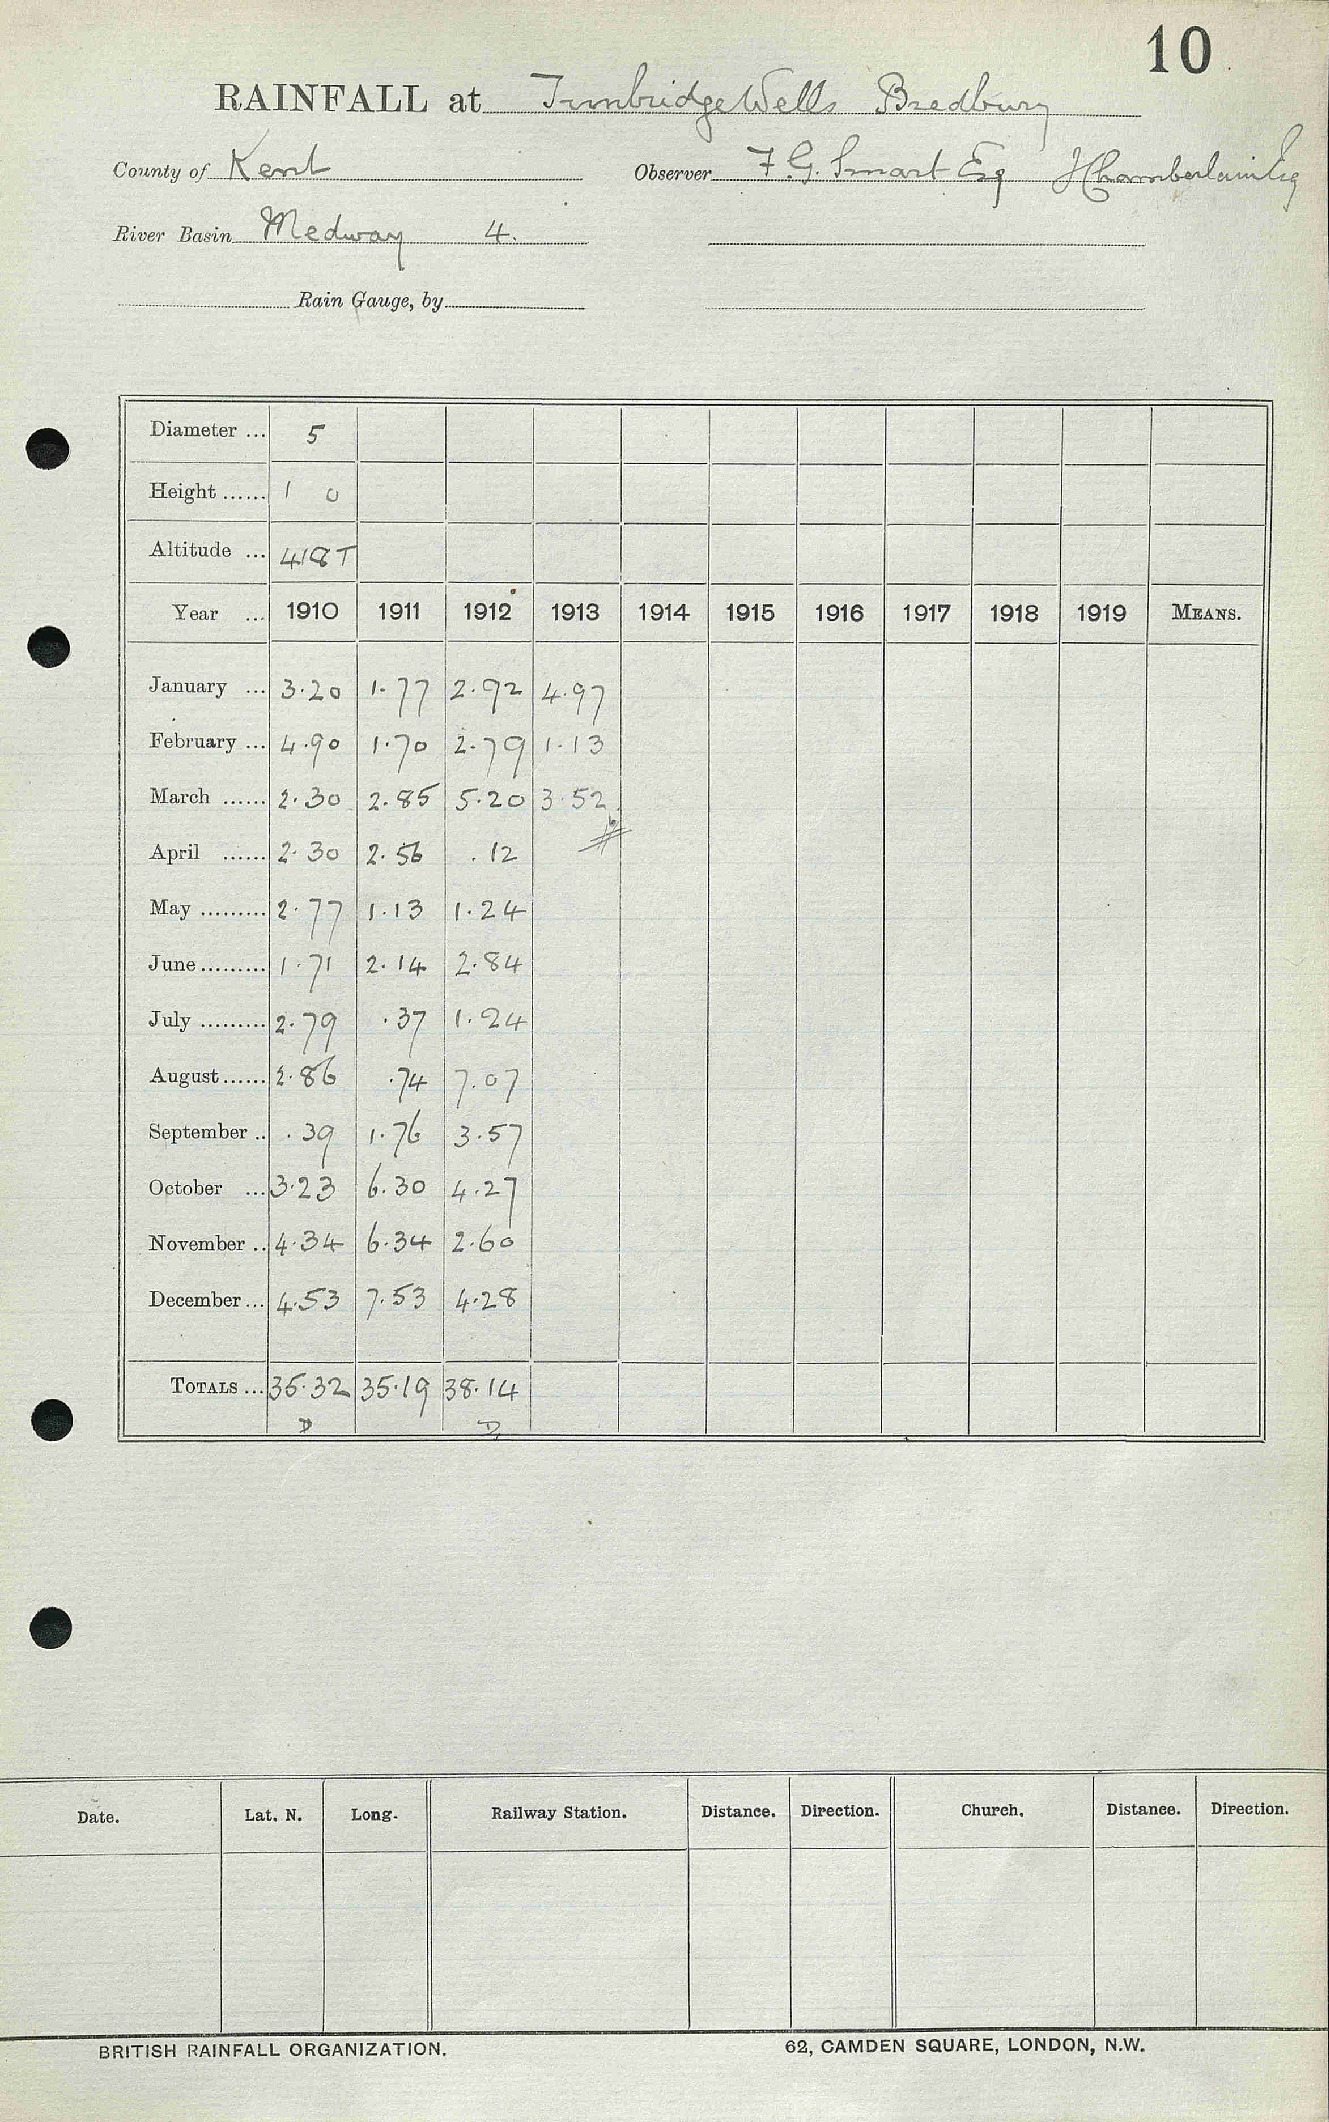 10
RAINFALL at Tunbridge Wells Bredbury
County of Kent Observer F. G. Smart Esq J Chamberlain Esq
River Basin Medway 4.
Rain Gauge, by
Diameter ... 5
Height ...... 1 0
Altitude ... 418 T
Year ... 1910 1911 1912 1913 1914 1915 1916 1917 1918 1919 MEANS.
January ... 3.20 1.77 2.92 4.97
February ... 4.90 1.70 2.79 1.13
March ...... 2.30 2.85 5.20 3.52
April ...... 2.30 2.56 .12
May ......... 2.77 1.13 1.24
June ......... 1.71 2.14 2.84
July ......... 2.79 .37 1.24
August ...... 2.86 .74 7.07
September .. .39 1.76 3.57
October ... 3.23 6.30 4.27
November .. 4.34 6.34 2.60
December ... 4.53 7.53 4.28
TOTALS ... 35.32 35.19 38.14
D D
Date. Lat. N. Long. Railway Station. Distance. Direction. Church. Distance. Direction.
BRITISH RAINFALL ORGANIZATION. 62, CAMDEN SQUARE, LONDON, N.W.